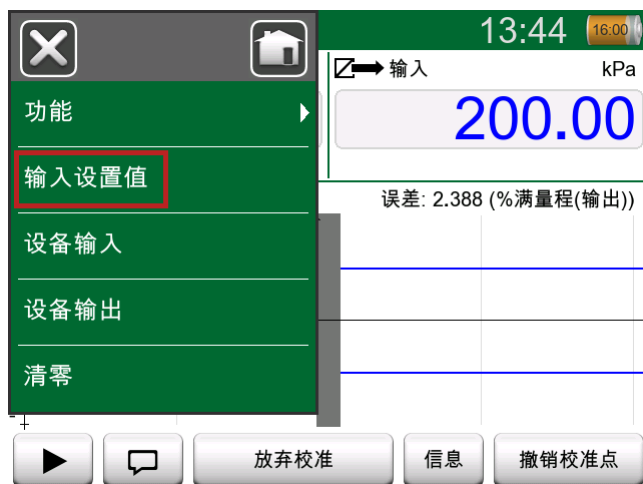 13:44 16:00
输入 kPa
200.00
误差: 2.388 (%满量程(输出))
功能
输入设置值
设备输入
设备输出
清零
放弃校准 信息 撤销校准点